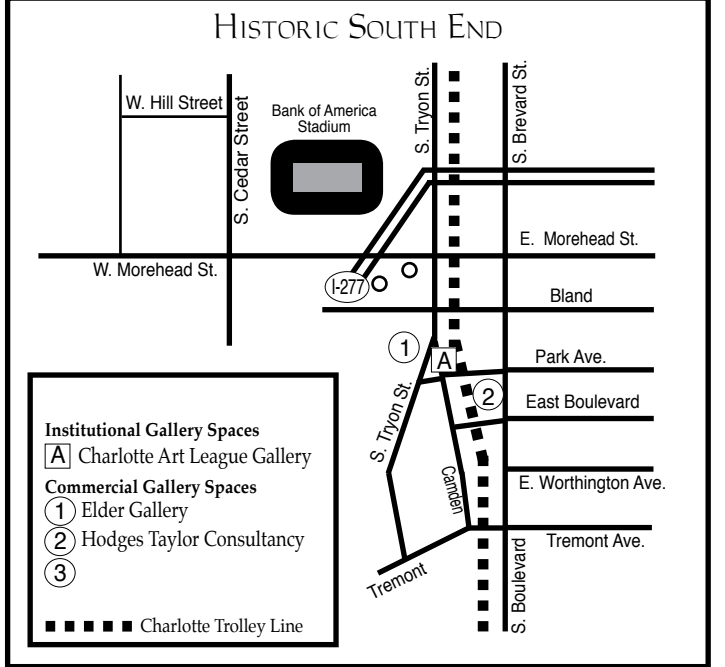 HISTORIC SOUTH END
W. Hill Street
S. Cedar Street
Bank of America
Stadium
S. Tryon St.
S. Brevard St.
E. Morehead St.
W. Morehead St.
I-277
Bland
1
A
Park Ave.
2
East Boulevard
S. Tryon St.
Camden
E. Worthington Ave.
Tremont Ave.
Tremont
S. Boulevard
Institutional Gallery Spaces
A Charlotte Art League Gallery
Commercial Gallery Spaces
1 Elder Gallery
2 Hodges Taylor Consultancy
3
Charlotte Trolley Line